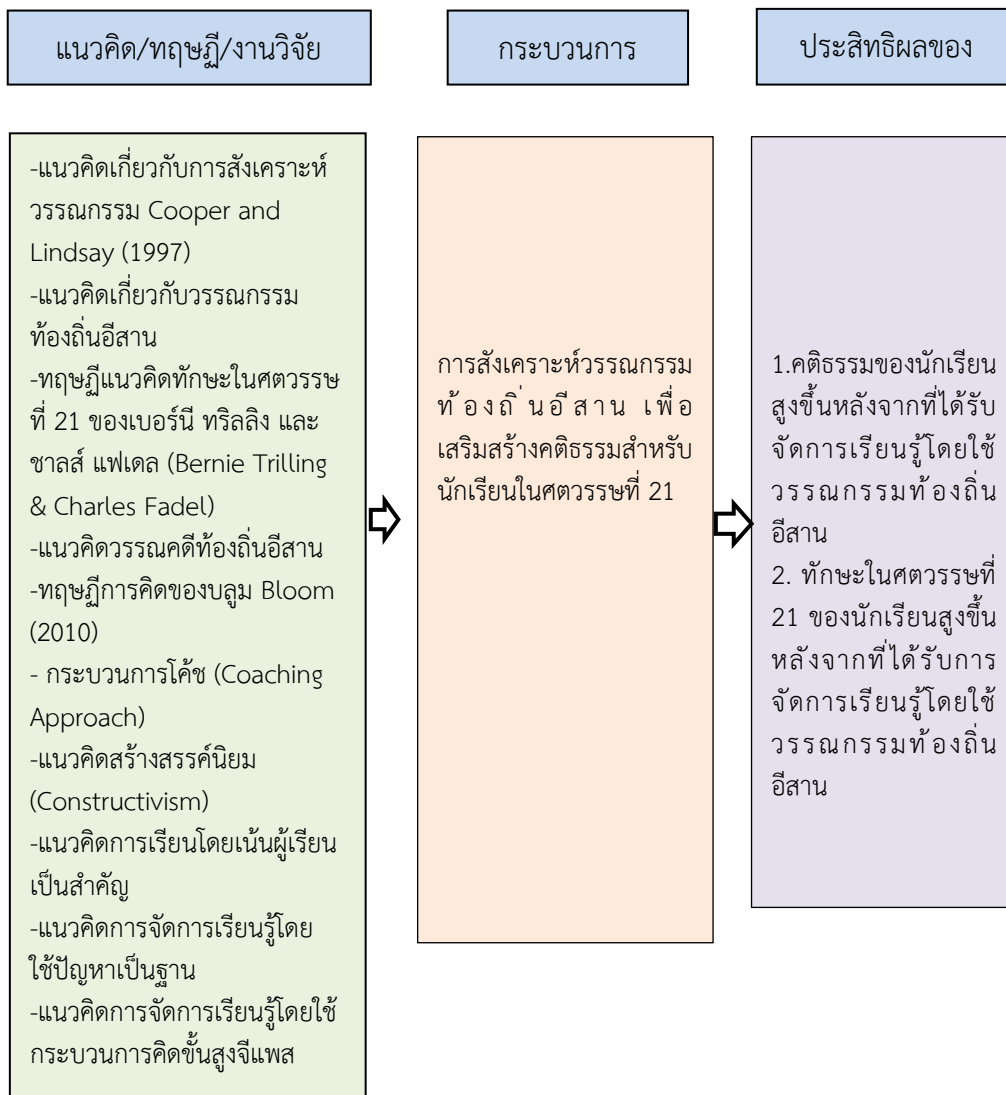 แนวคิด/ทฤษฎี/งานวิจัย
กระบวนการ
ประสิทธิผลของ
-แนวคิดเกี่ยวกับการสังเคราะห์
วรรณกรรม Cooper and
Lindsay (1997)
-แนวคิดเกี่ยวกับวรรณกรรม
ท้องถิ่นอีสาน
-ทฤษฎีแนวคิดทักษะในศตวรรษ
ที่ 21 ของเบอร์นี ทริลลิง และ
ชาลส์ แฟเดล (Bernie Trilling
& Charles Fadel)
-แนวคิดวรรณคดีท้องถิ่นอีสาน
-ทฤษฎีการคิดของบลูม Bloom
(2010)
- กระบวนการโค้ช (Coaching
Approach)
-แนวคิดสร้างสรรค์นิยม
(Constructivism)
-แนวคิดการเรียนโดยเน้นผู้เรียน
เป็นสำคัญ
-แนวคิดการจัดการเรียนรู้โดย
ใช้ปัญหาเป็นฐาน
-แนวคิดการจัดการเรียนรู้โดยใช้
กระบวนการคิดขั้นสูงจีแพส
การสังเคราะห์วรรณกรรม
ท้องถิ่นอีสาน เพื่อ
เสริมสร้างคติธรรมสำหรับ
นักเรียนในศตวรรษที่ 21
1.คติธรรมของนักเรียน
สูงขึ้นหลังจากที่ได้รับ
จัดการเรียนรู้โดยใช้
วรรณกรรมท้องถิ่น
อีสาน
2. ทักษะในศตวรรษที่
21 ของนักเรียนสูงขึ้น
หลังจากที่ได้รับการ
จัดการเรียนรู้โดยใช้
วรรณกรรมท้องถิ่น
อีสาน